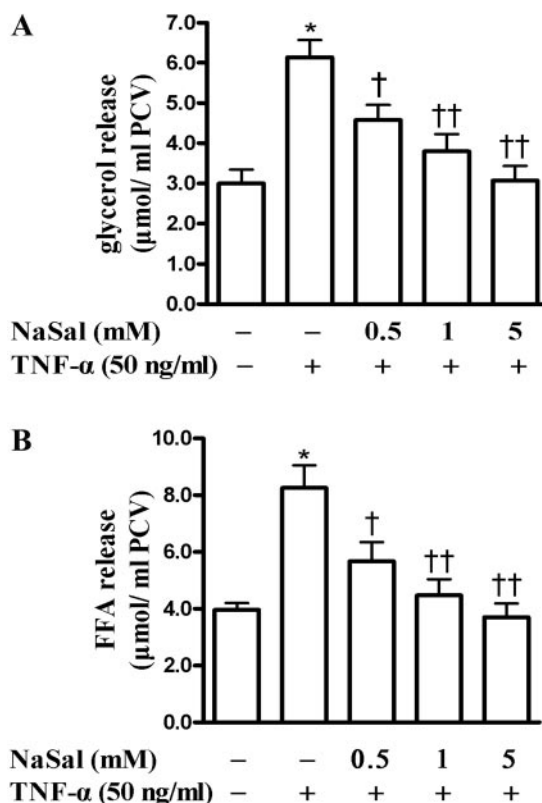 A
glycerol release
(µmol/ ml PCV)
7.0
6.0
5.0
4.0
3.0
2.0
1.0
0.0
*
†
††
††
NaSal (mM) – – 0.5 1 5
TNF-α (50 ng/ml) – + + + +
B
FFA release
(µmol/ ml PCV)
10.0
8.0
6.0
4.0
2.0
0.0
*
†
††
††
NaSal (mM) – – 0.5 1 5
TNF-α (50 ng/ml) – + + + +